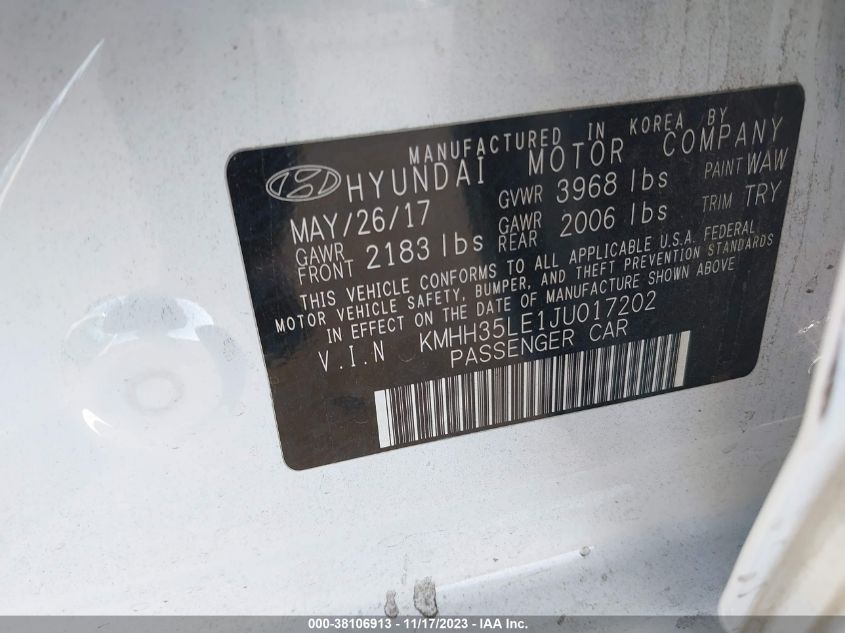 MANUFACTURED IN KOREA BY
HYUNDAI MOTOR COMPANY
MAY/26/17 GVWR 3968 lbs PAINT WAW
GAWR FRONT 2183 lbs GAWR REAR 2006 lbs TRIM TRY
THIS VEHICLE CONFORMS TO ALL APPLICABLE U.S.A. FEDERAL
MOTOR VEHICLE SAFETY, BUMPER, AND THEFT PREVENTION STANDARDS
IN EFFECT ON THE DATE OF MANUFACTURE SHOWN ABOVE
V.I.N KMHH35LE1JU017202
PASSENGER CAR
000-38106913 - 11/17/2023 - IAA Inc.